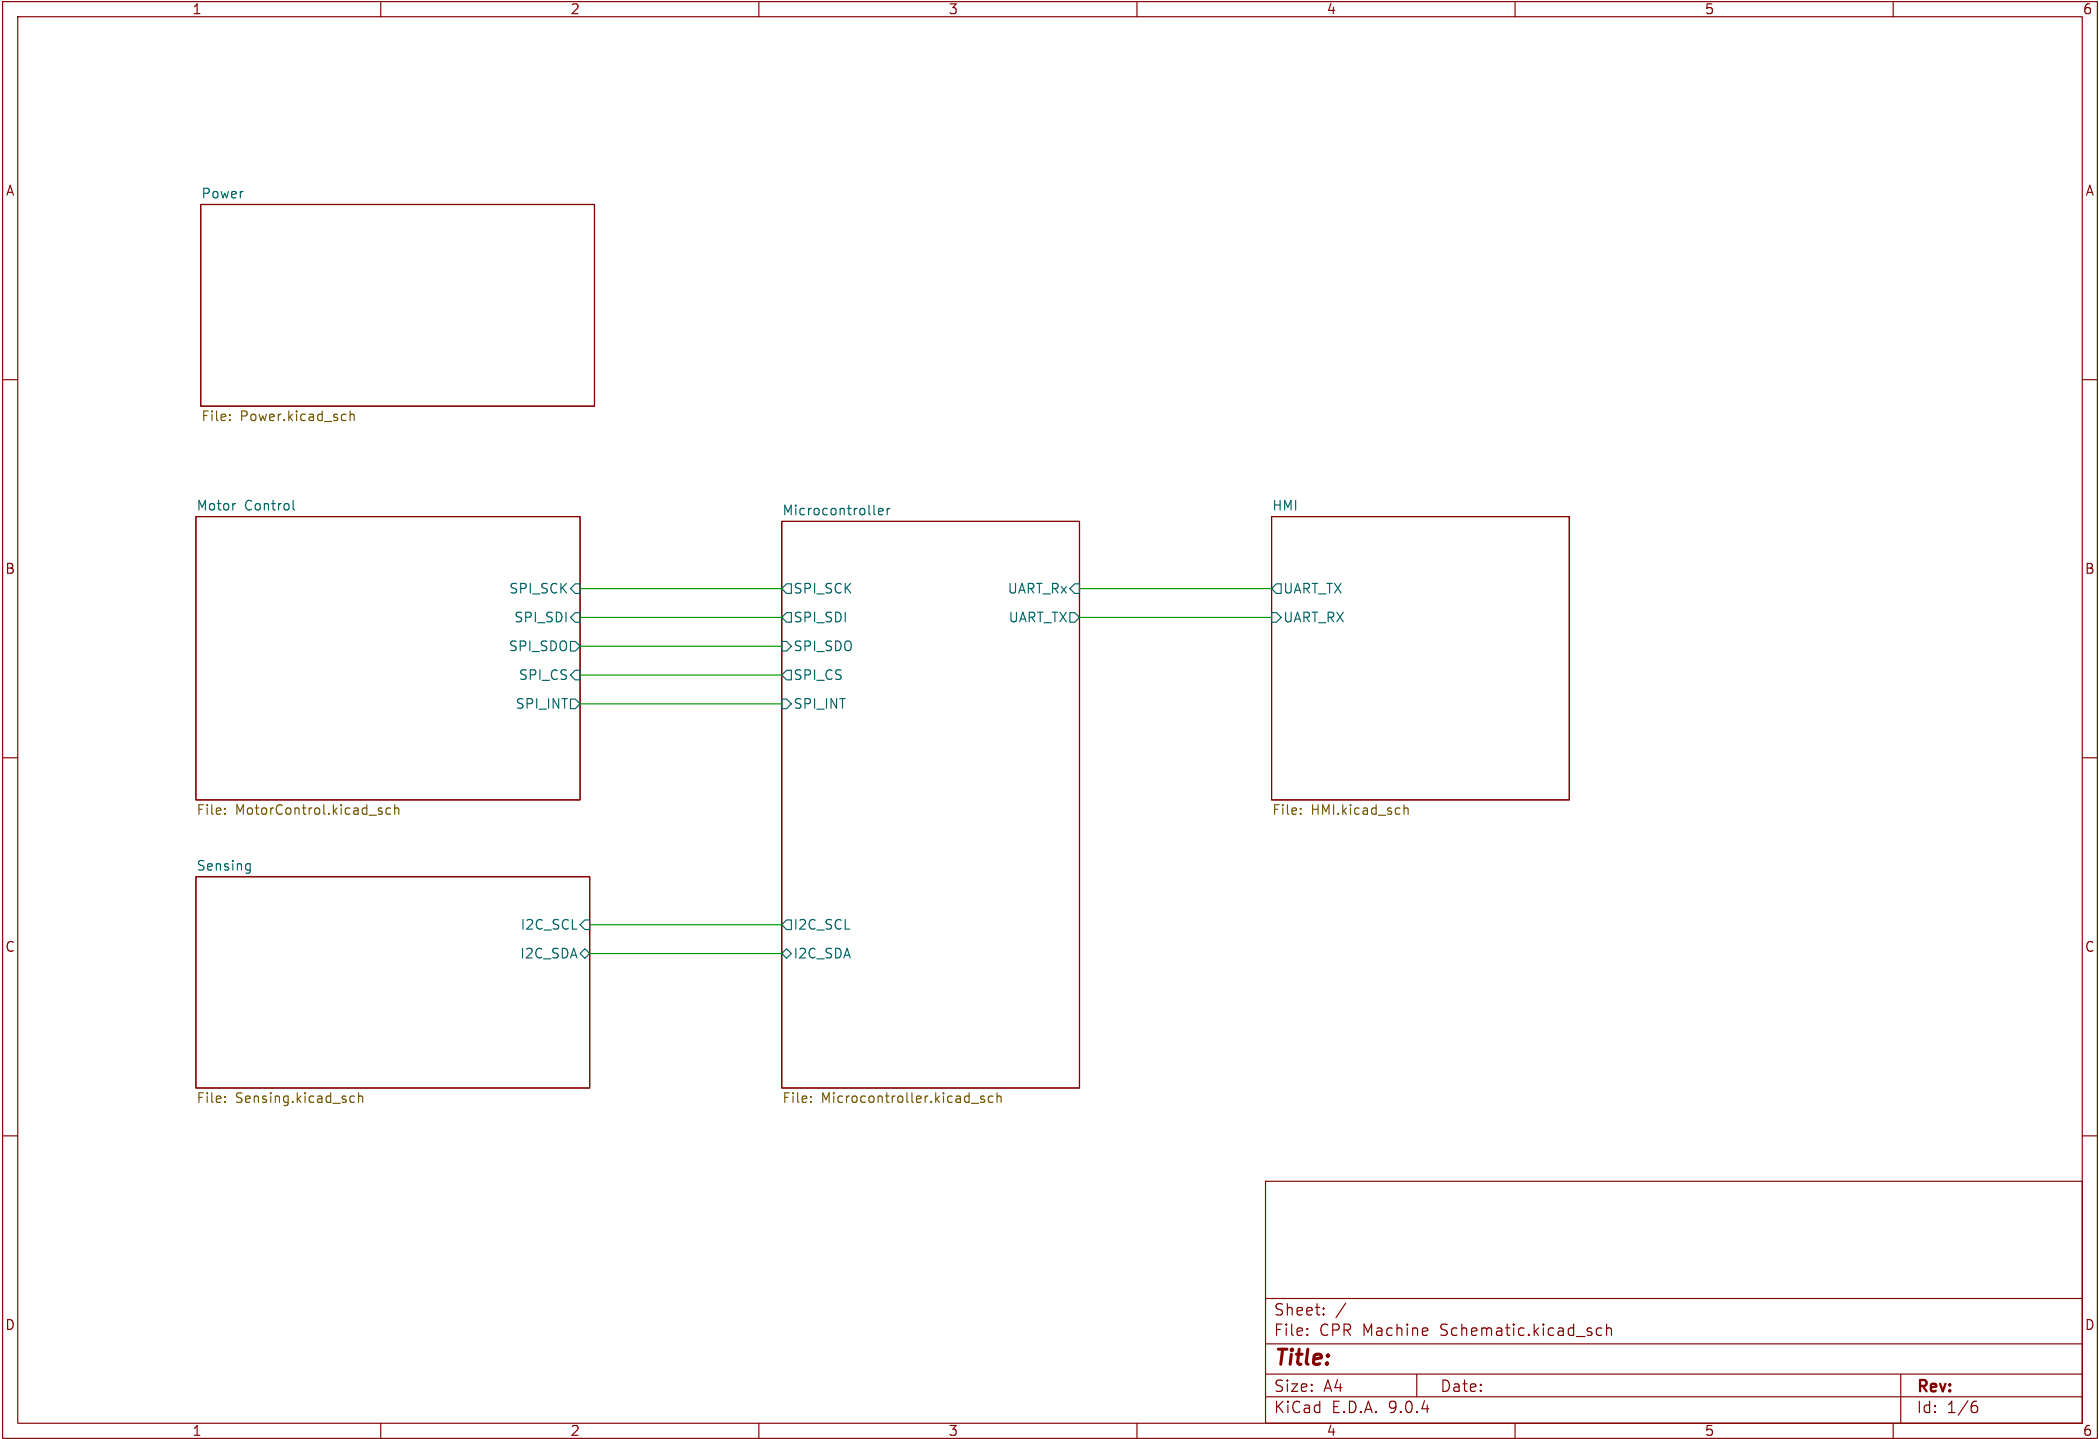 1 2 3 4 5 6
A A
Power
File: Power.kicad_sch
Motor Control
Microcontroller
HMI
B B
SPI_SCK SPI_SCK UART_Rx UART_TX
SPI_SDI SPI_SDI UART_TX UART_RX
SPI_SDO SPI_SDO
SPI_CS SPI_CS
SPI_INT SPI_INT
File: MotorControl.kicad_sch
File: HMI.kicad_sch
Sensing
I2C_SCL I2C_SCL
C C
I2C_SDA I2C_SDA
File: Sensing.kicad_sch
File: Microcontroller.kicad_sch
Sheet: /
D D
File: CPR Machine Schematic.kicad_sch
Title:
Size: A4 Date: Rev:
KiCad E.D.A. 9.0.4 Id: 1/6
1 2 3 4 5 6